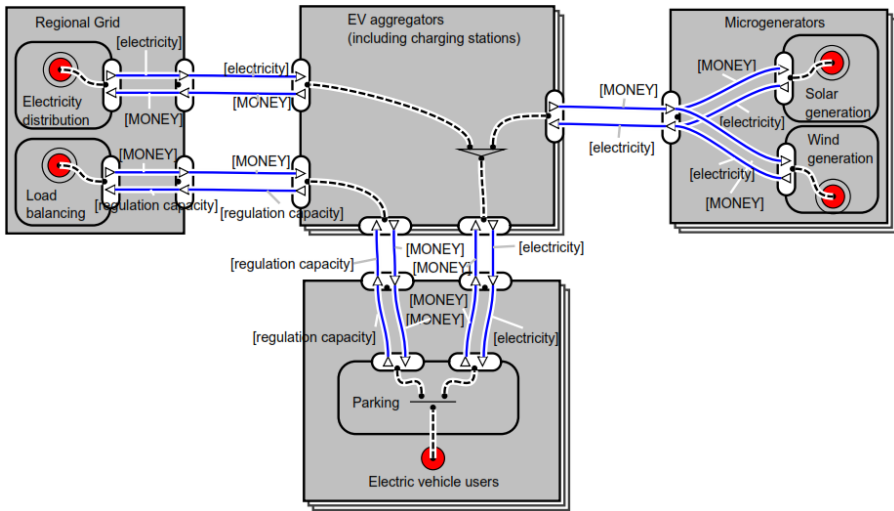 Regional Grid
EV aggregators
(including charging stations)
Microgenerators
[electricity]
[electricity]
[MONEY]
[MONEY]
[MONEY]
[MONEY]
Electricity
distribution
Solar
generation
[MONEY]
[electricity]
[electricity]
Wind
generation
[MONEY]
[MONEY]
Load
balancing
[electricity]
[MONEY]
[regulation capacity]
[regulation capacity]
[MONEY]
[electricity]
[regulation capacity]
[MONEY]
[MONEY]
[MONEY]
[regulation capacity]
[electricity]
Parking
Electric vehicle users